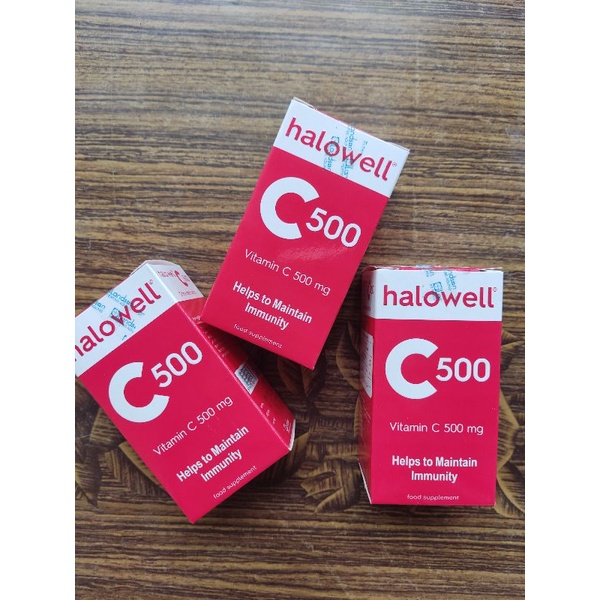 halowell®
C500
Vitamin C 500 mg
Helps to Maintain
Immunity
food supplement
halowell
C500
Vitamin C 500 mg
Helps to Maintain
Immunity
food supplement
halowell®
C500
Vitamin C 500 mg
Helps to Maintain
Immunity
food supplement